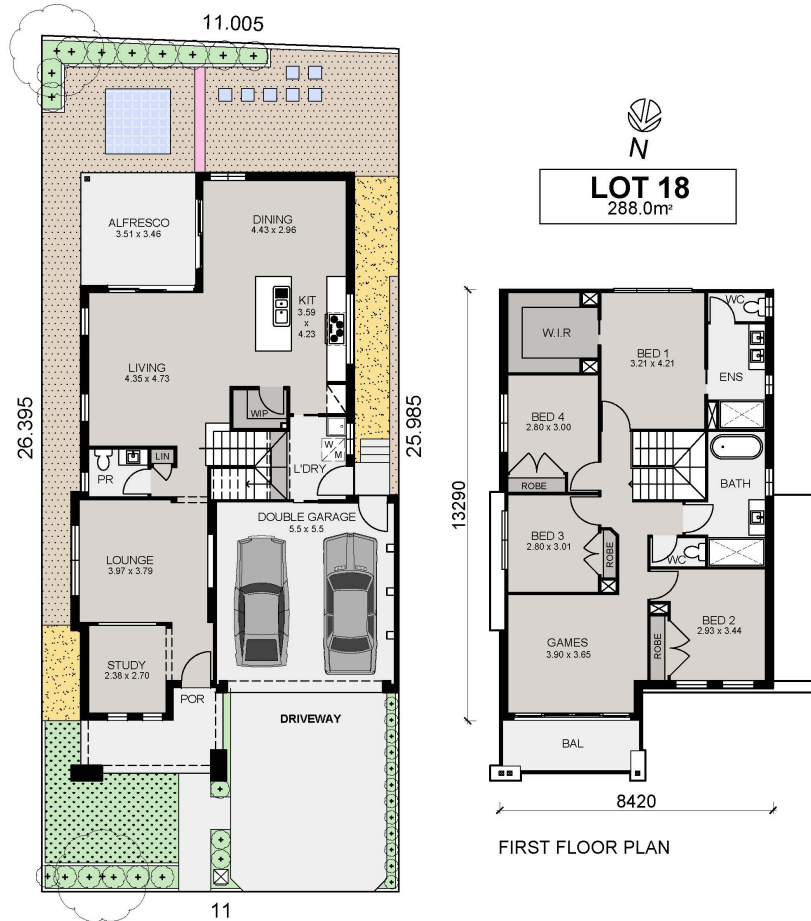 11.005
ALFRESCO
3.51 x 3.46
DINING
4.43 x 2.96
KIT
3.59
x
4.23
LIVING
4.35 x 4.73
WIP
26.395
25.985
LIN
PR
W
M
L'DRY
DOUBLE GARAGE
5.5 x 5.5
LOUNGE
3.97 x 3.79
STUDY
2.38 x 2.70
POR
DRIVEWAY
11
N
LOT 18
288.0m²
W.I.R
BED 1
3.21 x 4.21
WC
ENS
BED 4
2.80 x 3.00
ROBE
BATH
13290
BED 3
2.80 x 3.01
ROBE
WC
GAMES
3.90 x 3.65
ROBE
BED 2
2.93 x 3.44
BAL
8420
FIRST FLOOR PLAN